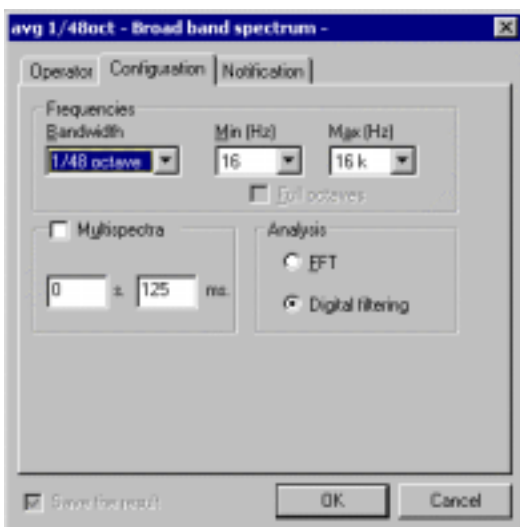 avg 1/48oct - Broad band spectrum -
Operator Configuration Notification
Frequencies
Bandwidth Min (Hz) Max (Hz)
1/48 octave 16 16 k
Full octaves
Multispectra Analysis
FFT
0 s. 125 ms.
Digital filtering
Save the result OK Cancel